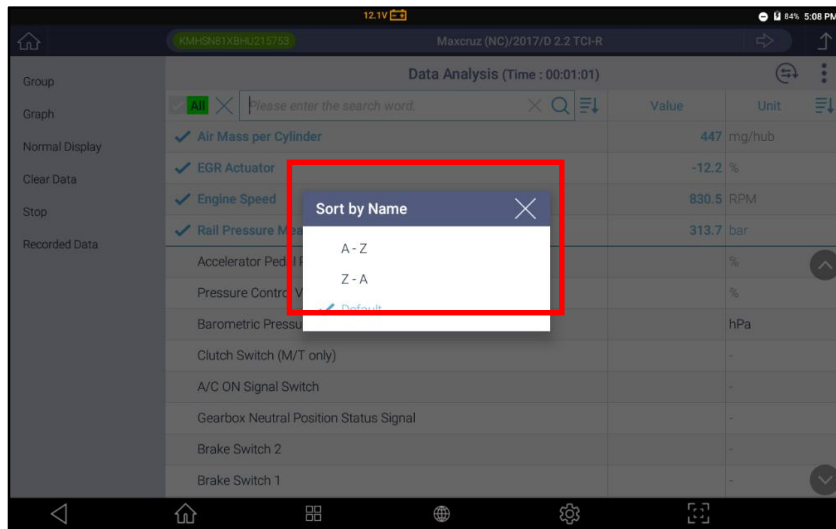 12.1V
84% 5:08 PM
KMHSN81XBHU215753 Maxcruz (NC)/2017/D 2.2 TCI-R
Data Analysis (Time : 00:01:01)
Group
Graph
Normal Display
Clear Data
Stop
Recorded Data
All Please enter the search word. Value Unit
Air Mass per Cylinder 447 mg/hub
EGR Actuator -12.2 %
Engine Speed 830.5 RPM
Rail Pressure Mea 313.7 bar
Sort by Name
A - Z
Z - A
Default
Accelerator Peda %
Pressure Control V %
Barometric Pressu hPa
Clutch Switch (M/T only) -
A/C ON Signal Switch -
Gearbox Neutral Position Status Signal -
Brake Switch 2 -
Brake Switch 1 -